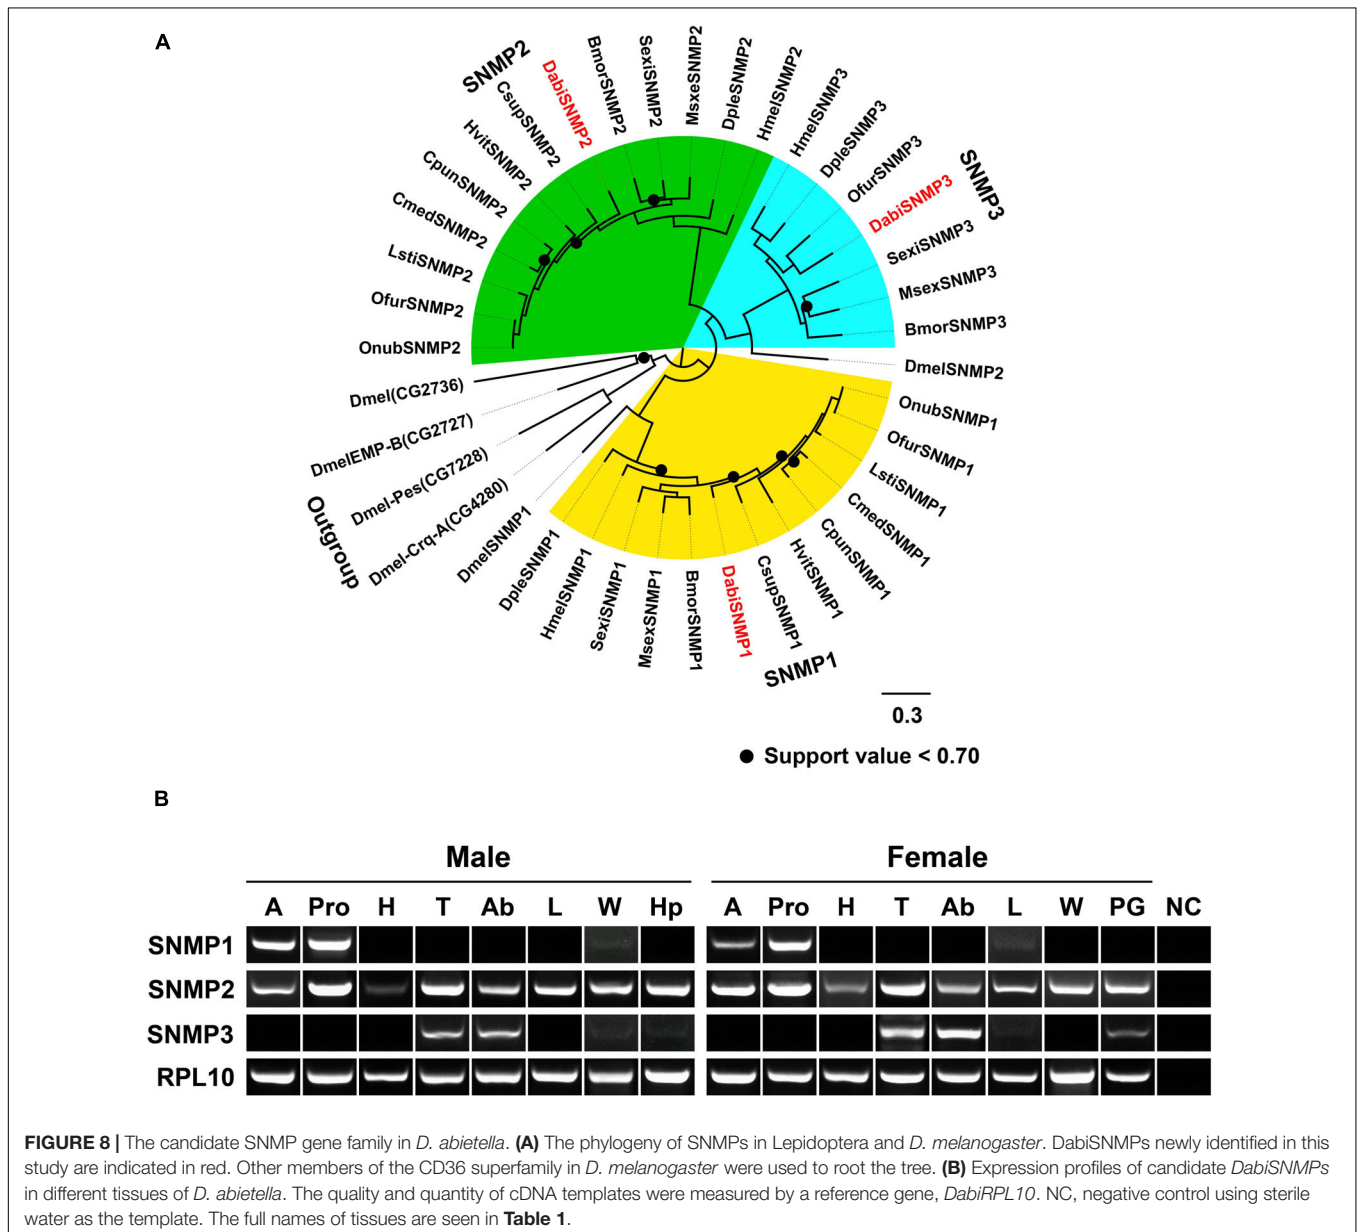 A
SNMP2
CsupSNMP2
DabiSNMP2
BmorSNMP2
SexiSNMP2
MsxeSNMP2
DpleSNMP2
HmelSNMP2
HmelSNMP3
DpleSNMP3
OfurSNMP3
DabiSNMP3
SNMP3
SexiSNMP3
MsexSNMP3
BmorSNMP3
DmelSNMP2
OnubSNMP1
OfurSNMP1
LstiSNMP1
CmedSNMP1
CpunSNMP1
HvitSNMP1
CsupSNMP1
SNMP1
DabiSNMP1
BmorSNMP1
MsexSNMP1
SexiSNMP1
HmelSNMP1
DpleSNMP1
DmelSNMP1
Dmel-Crq-A(CG4280)
Dmel-Pes(CG7228)
DmelEMP-B(CG2727)
Dmel(CG2736)
Outgroup
OnubSNMP2
OfurSNMP2
LstiSNMP2
CmedSNMP2
CpunSNMP2
HvitSNMP2
0.3
Support value < 0.70
B
Male Female
A Pro H T Ab L W Hp A Pro H T Ab L W PG NC
SNMP1
SNMP2
SNMP3
RPL10
FIGURE 8 | The candidate SNMP gene family in D. abietella. (A) The phylogeny of SNMPs in Lepidoptera and D. melanogaster. DabiSNMPs newly identified in this
study are indicated in red. Other members of the CD36 superfamily in D. melanogaster were used to root the tree. (B) Expression profiles of candidate DabiSNMPs
in different tissues of D. abietella. The quality and quantity of cDNA templates were measured by a reference gene, DabiRPL10. NC, negative control using sterile
water as the template. The full names of tissues are seen in Table 1.